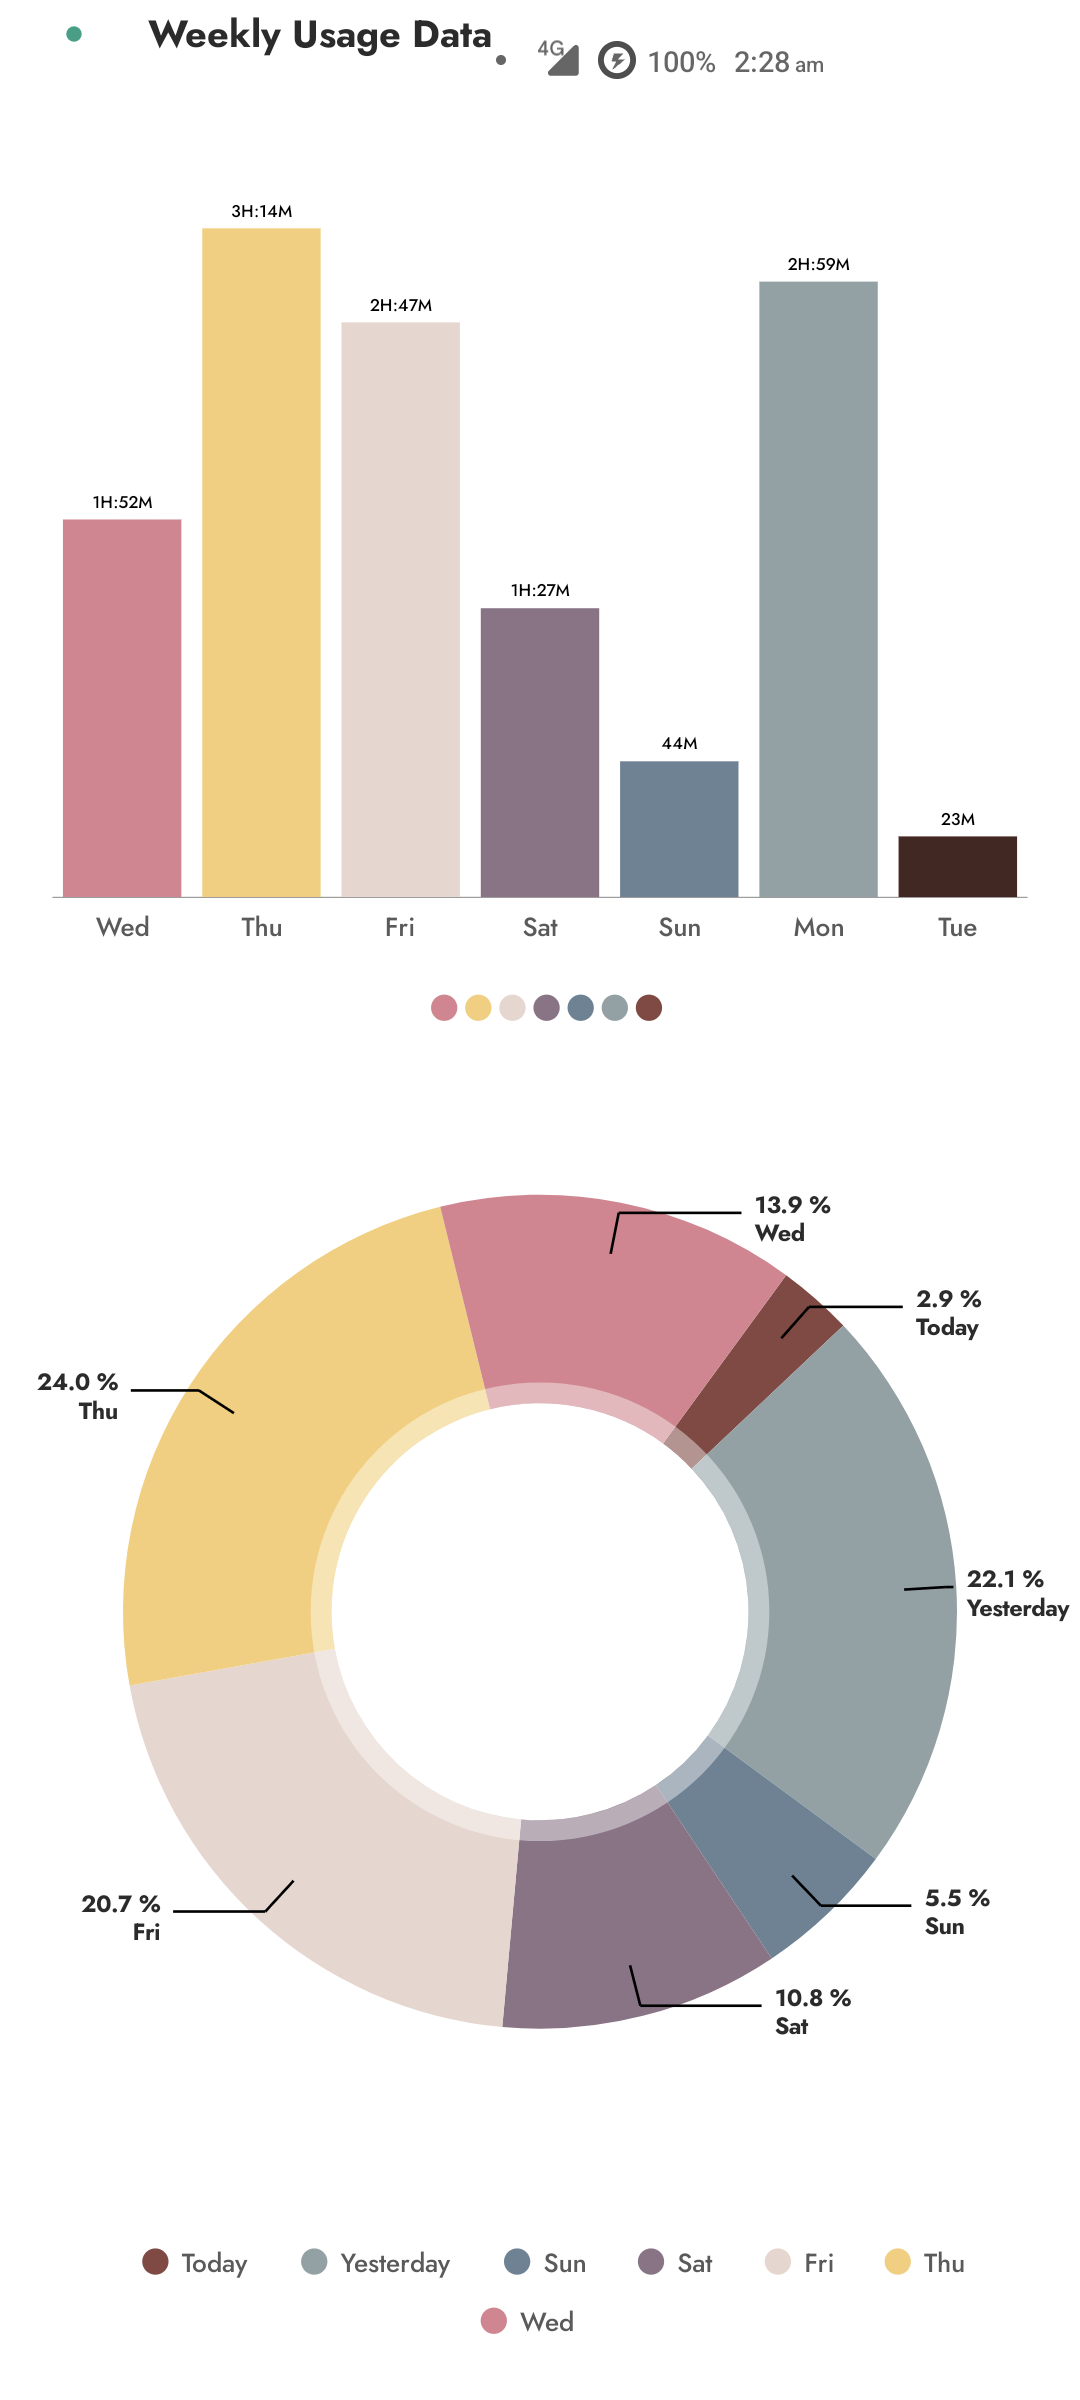 Weekly Usage Data
4G 100% 2:28 am
3H:14M
2H:59M
2H:47M
1H:52M
1H:27M
44M
23M
Wed Thu Fri Sat Sun Mon Tue
13.9 %
Wed
2.9 %
Today
24.0 %
Thu
22.1 %
Yesterday
20.7 %
Fri
5.5 %
Sun
10.8 %
Sat
Today Yesterday Sun Sat Fri Thu
Wed